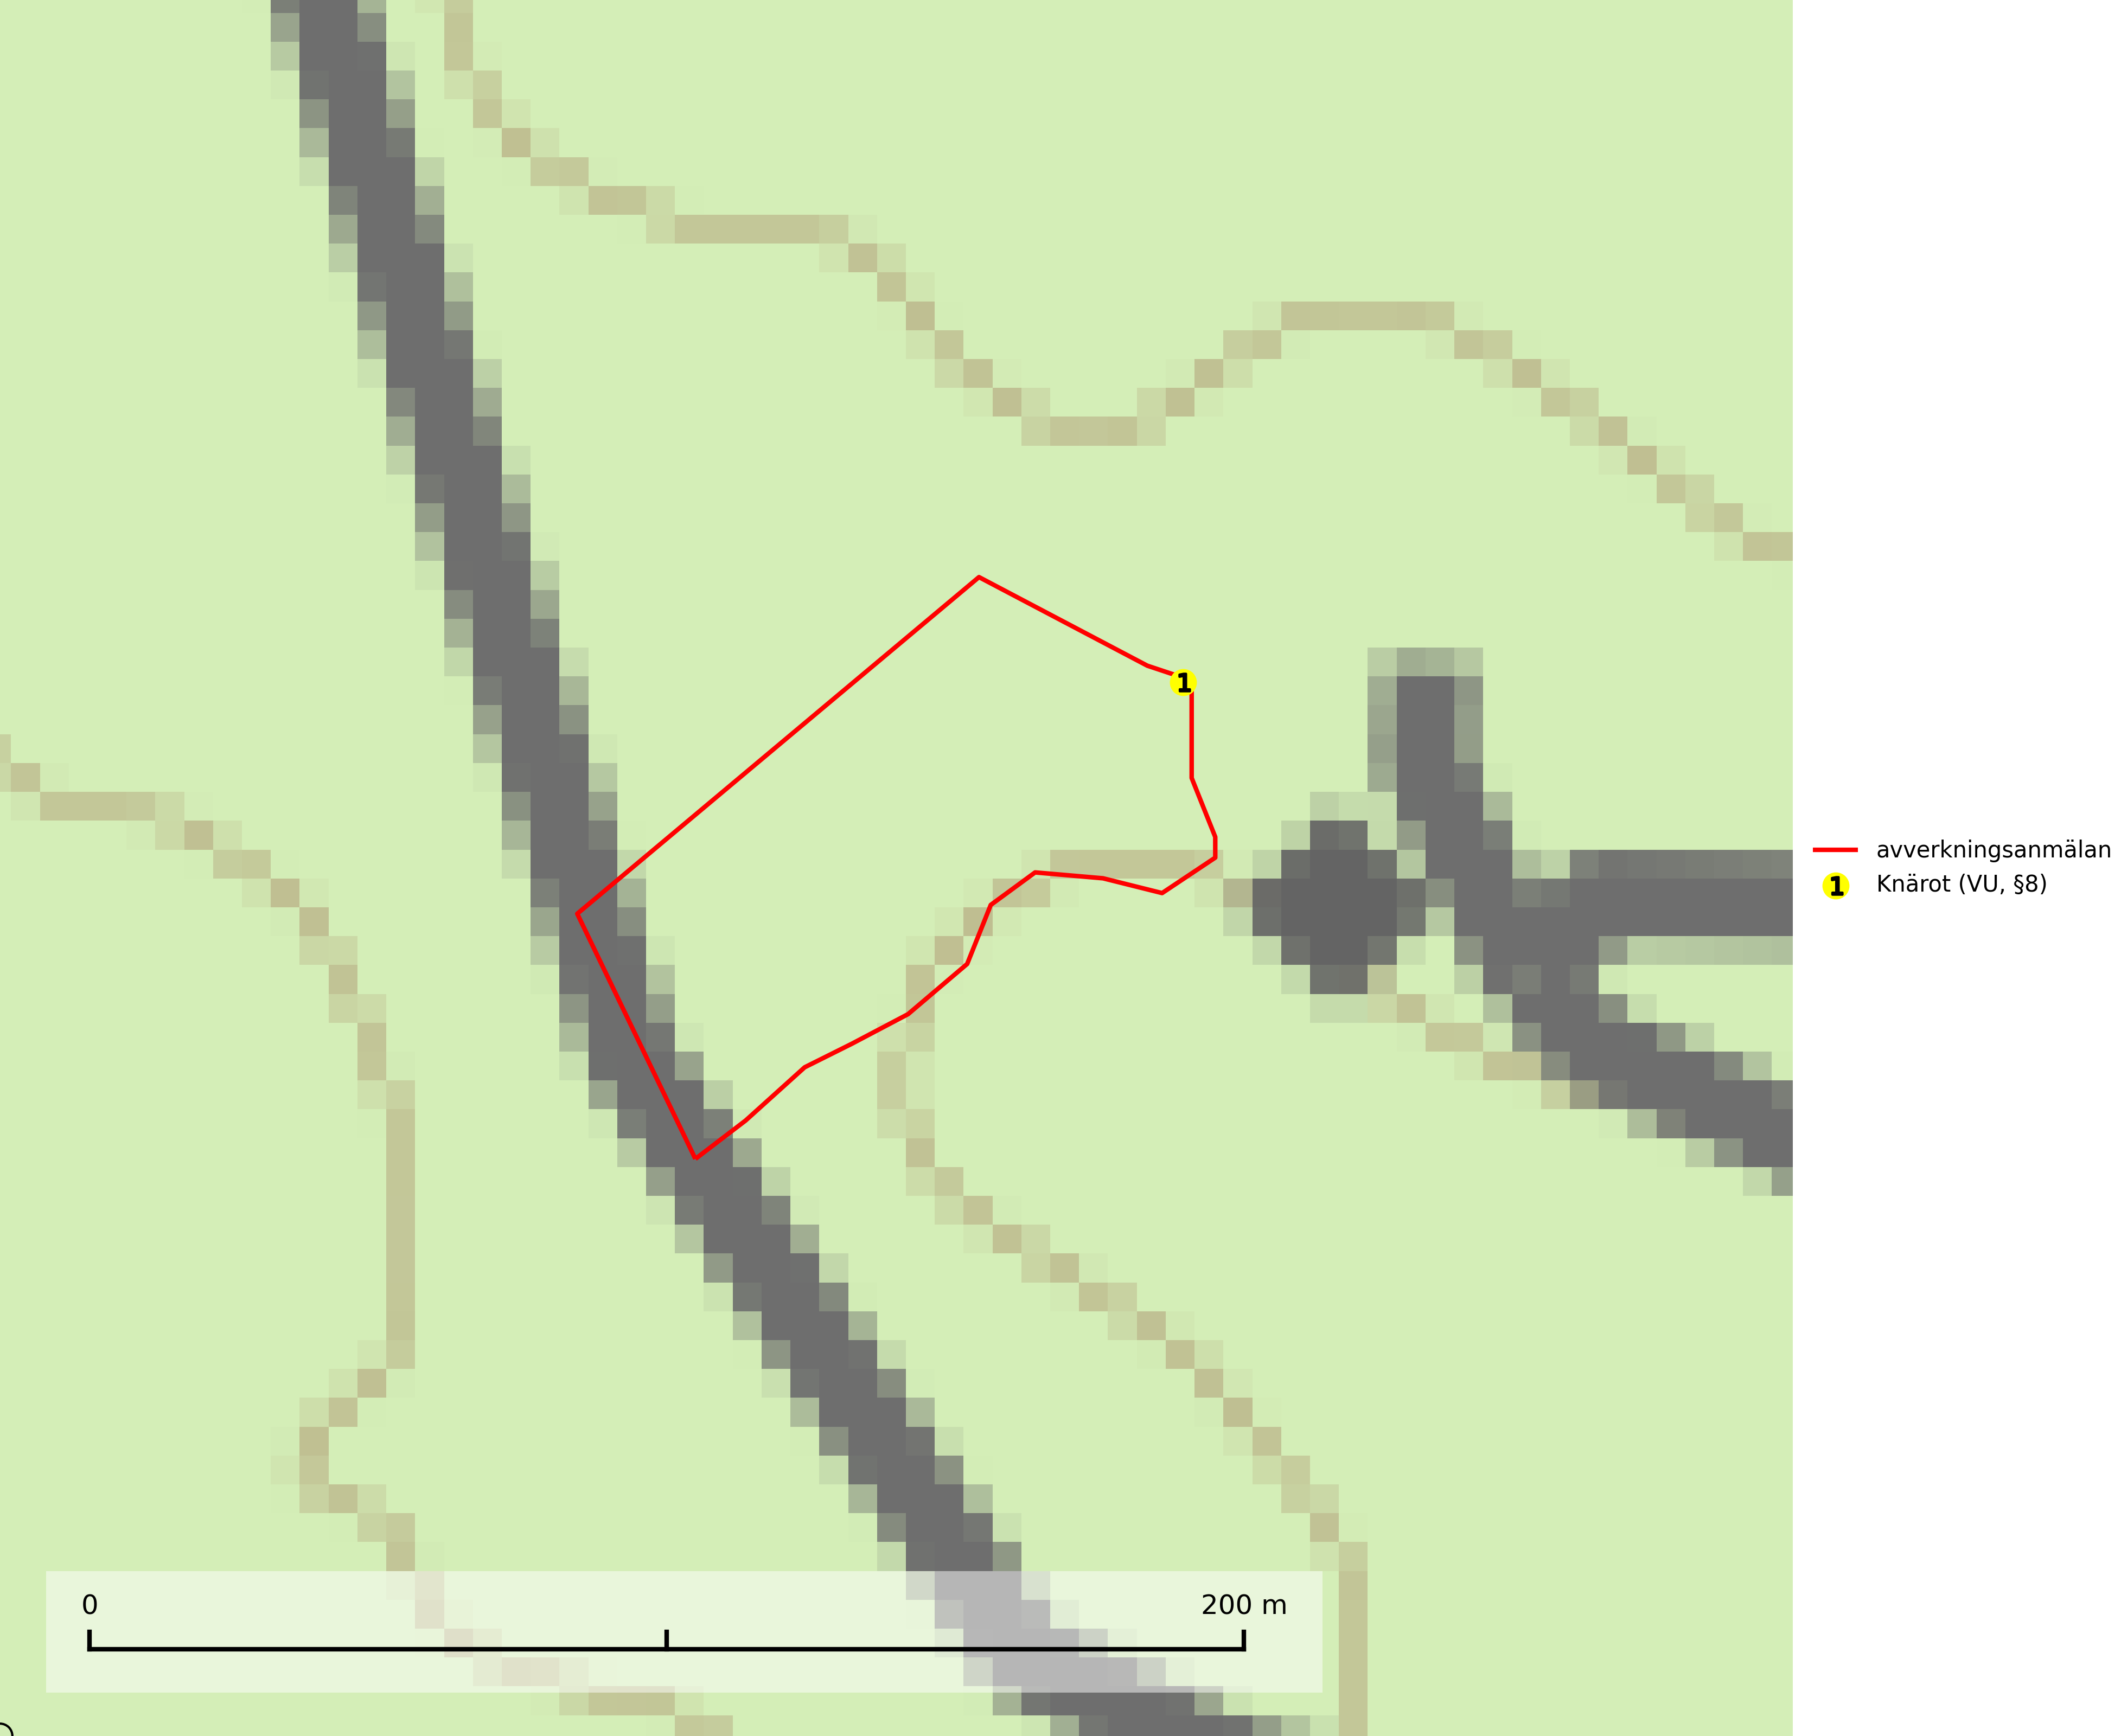 1
avverkningsanmälan
1 Knärot (VU, §8)
0 200 m